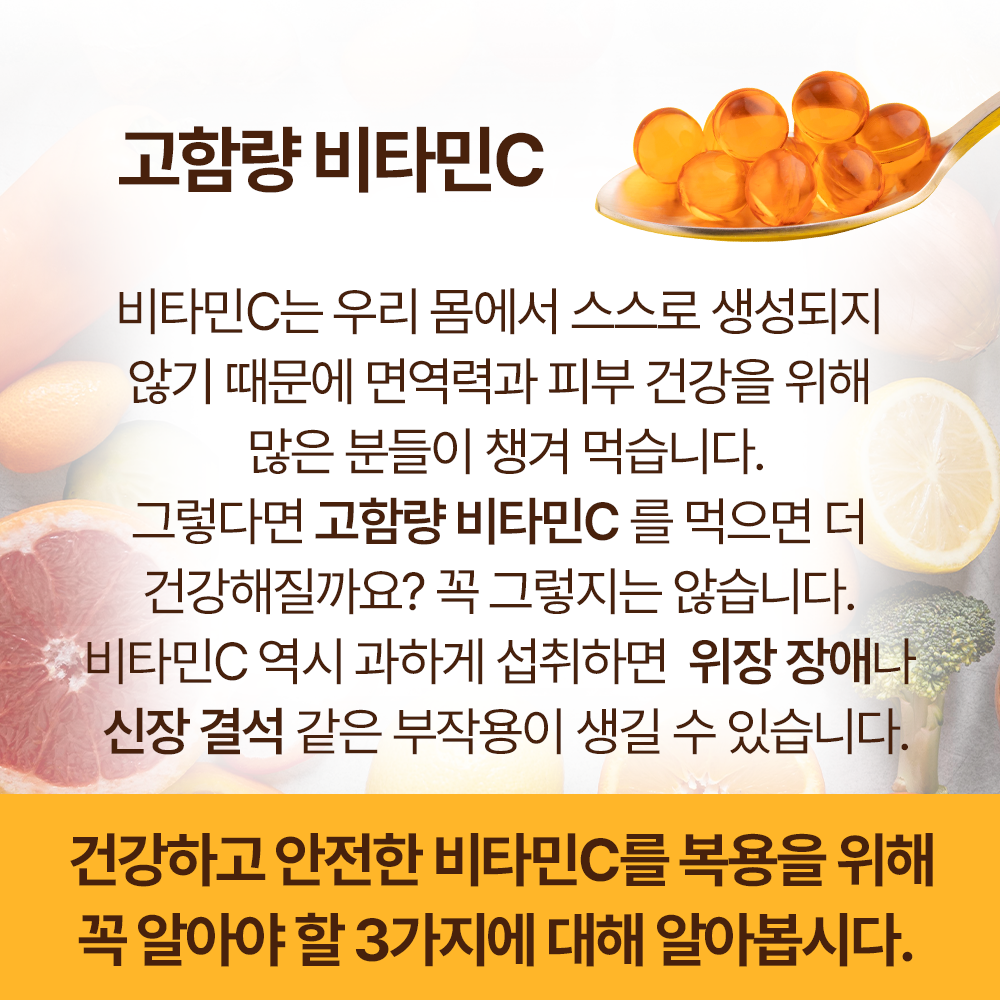 고함량 비타민C
비타민C는 우리 몸에서 스스로 생성되지
않기 때문에 면역력과 피부 건강을 위해
많은 분들이 챙겨 먹습니다.
그렇다면 고함량 비타민C 를 먹으면 더
건강해질까요? 꼭 그렇지는 않습니다.
비타민C 역시 과하게 섭취하면 위장 장애나
신장 결석 같은 부작용이 생길 수 있습니다.
건강하고 안전한 비타민C를 복용을 위해
꼭 알아야 할 3가지에 대해 알아봅시다.